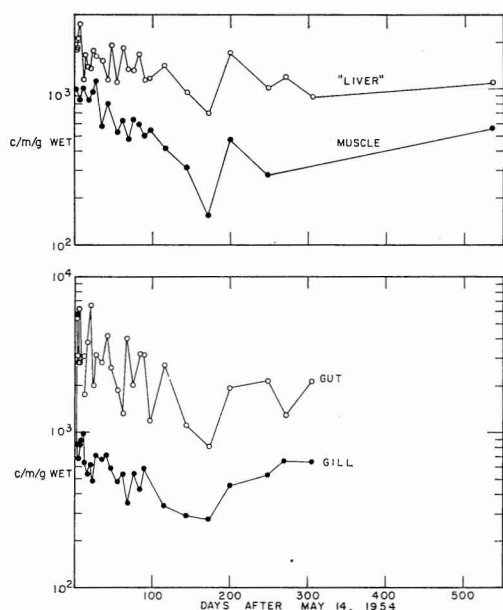 "LIVER"
10³
c/m/g WET
MUSCLE
10²
10⁴
GUT
10³
c/m/g WET
GILL
10²
100 200 300 400 500
DAYS AFTER MAY 14, 1954